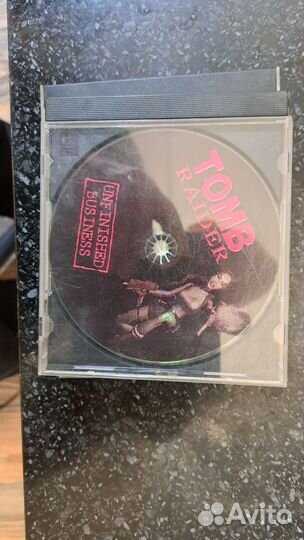 TOMB
RAIDER
UNFINISHED
BUSINESS
Avito